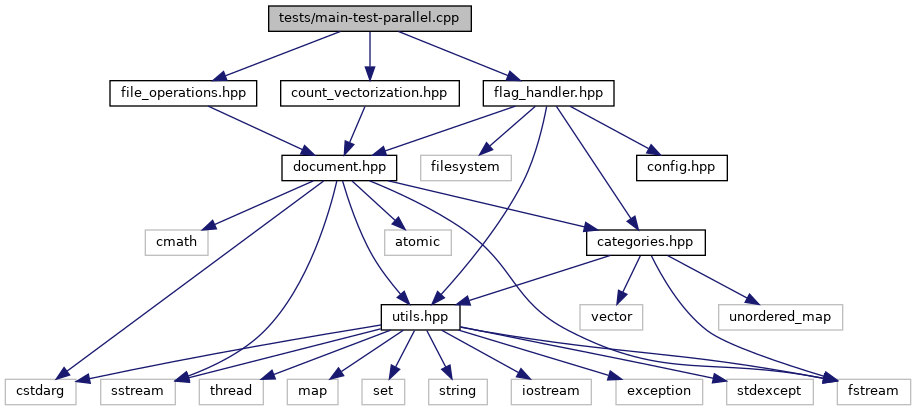 tests/main-test-parallel.cpp
file_operations.hpp
count_vectorization.hpp
flag_handler.hpp
document.hpp
filesystem
config.hpp
cmath
atomic
categories.hpp
utils.hpp
vector
unordered_map
cstdarg
sstream
thread
map
set
string
iostream
exception
stdexcept
fstream